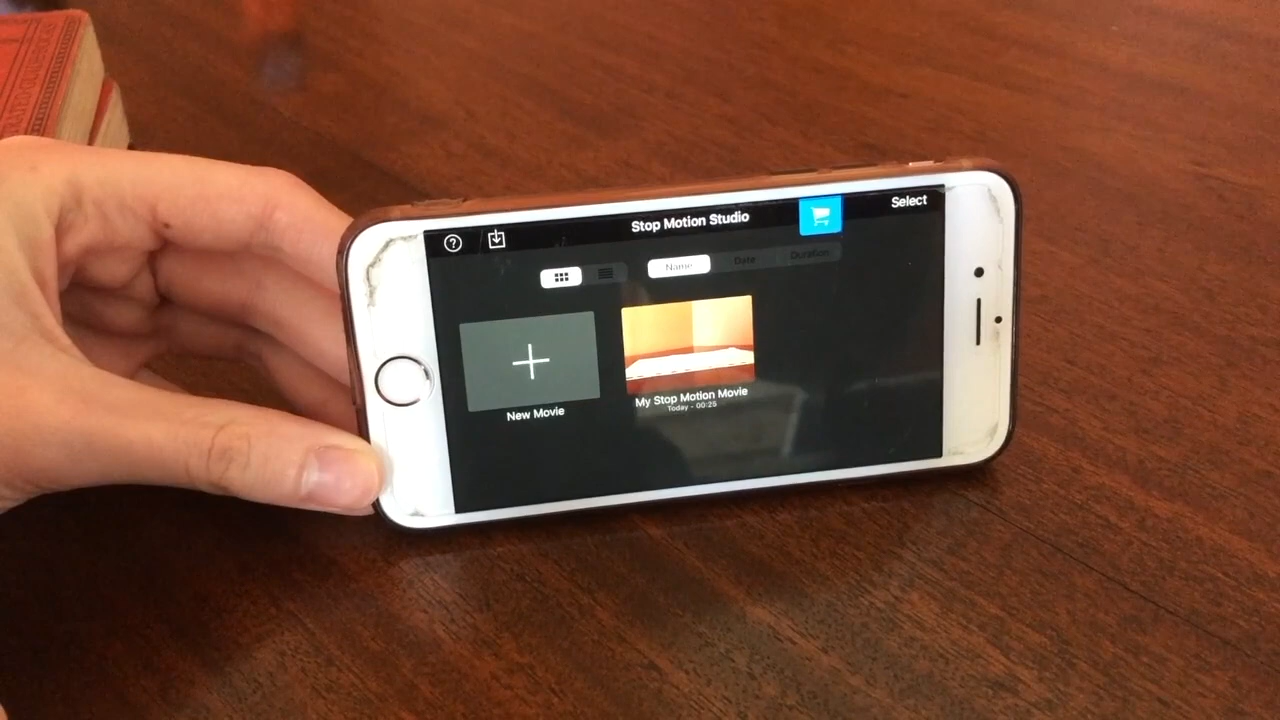 Stop Motion Studio
Select
Name
Date
Duration
New Movie
My Stop Motion Movie
Today - 00:25